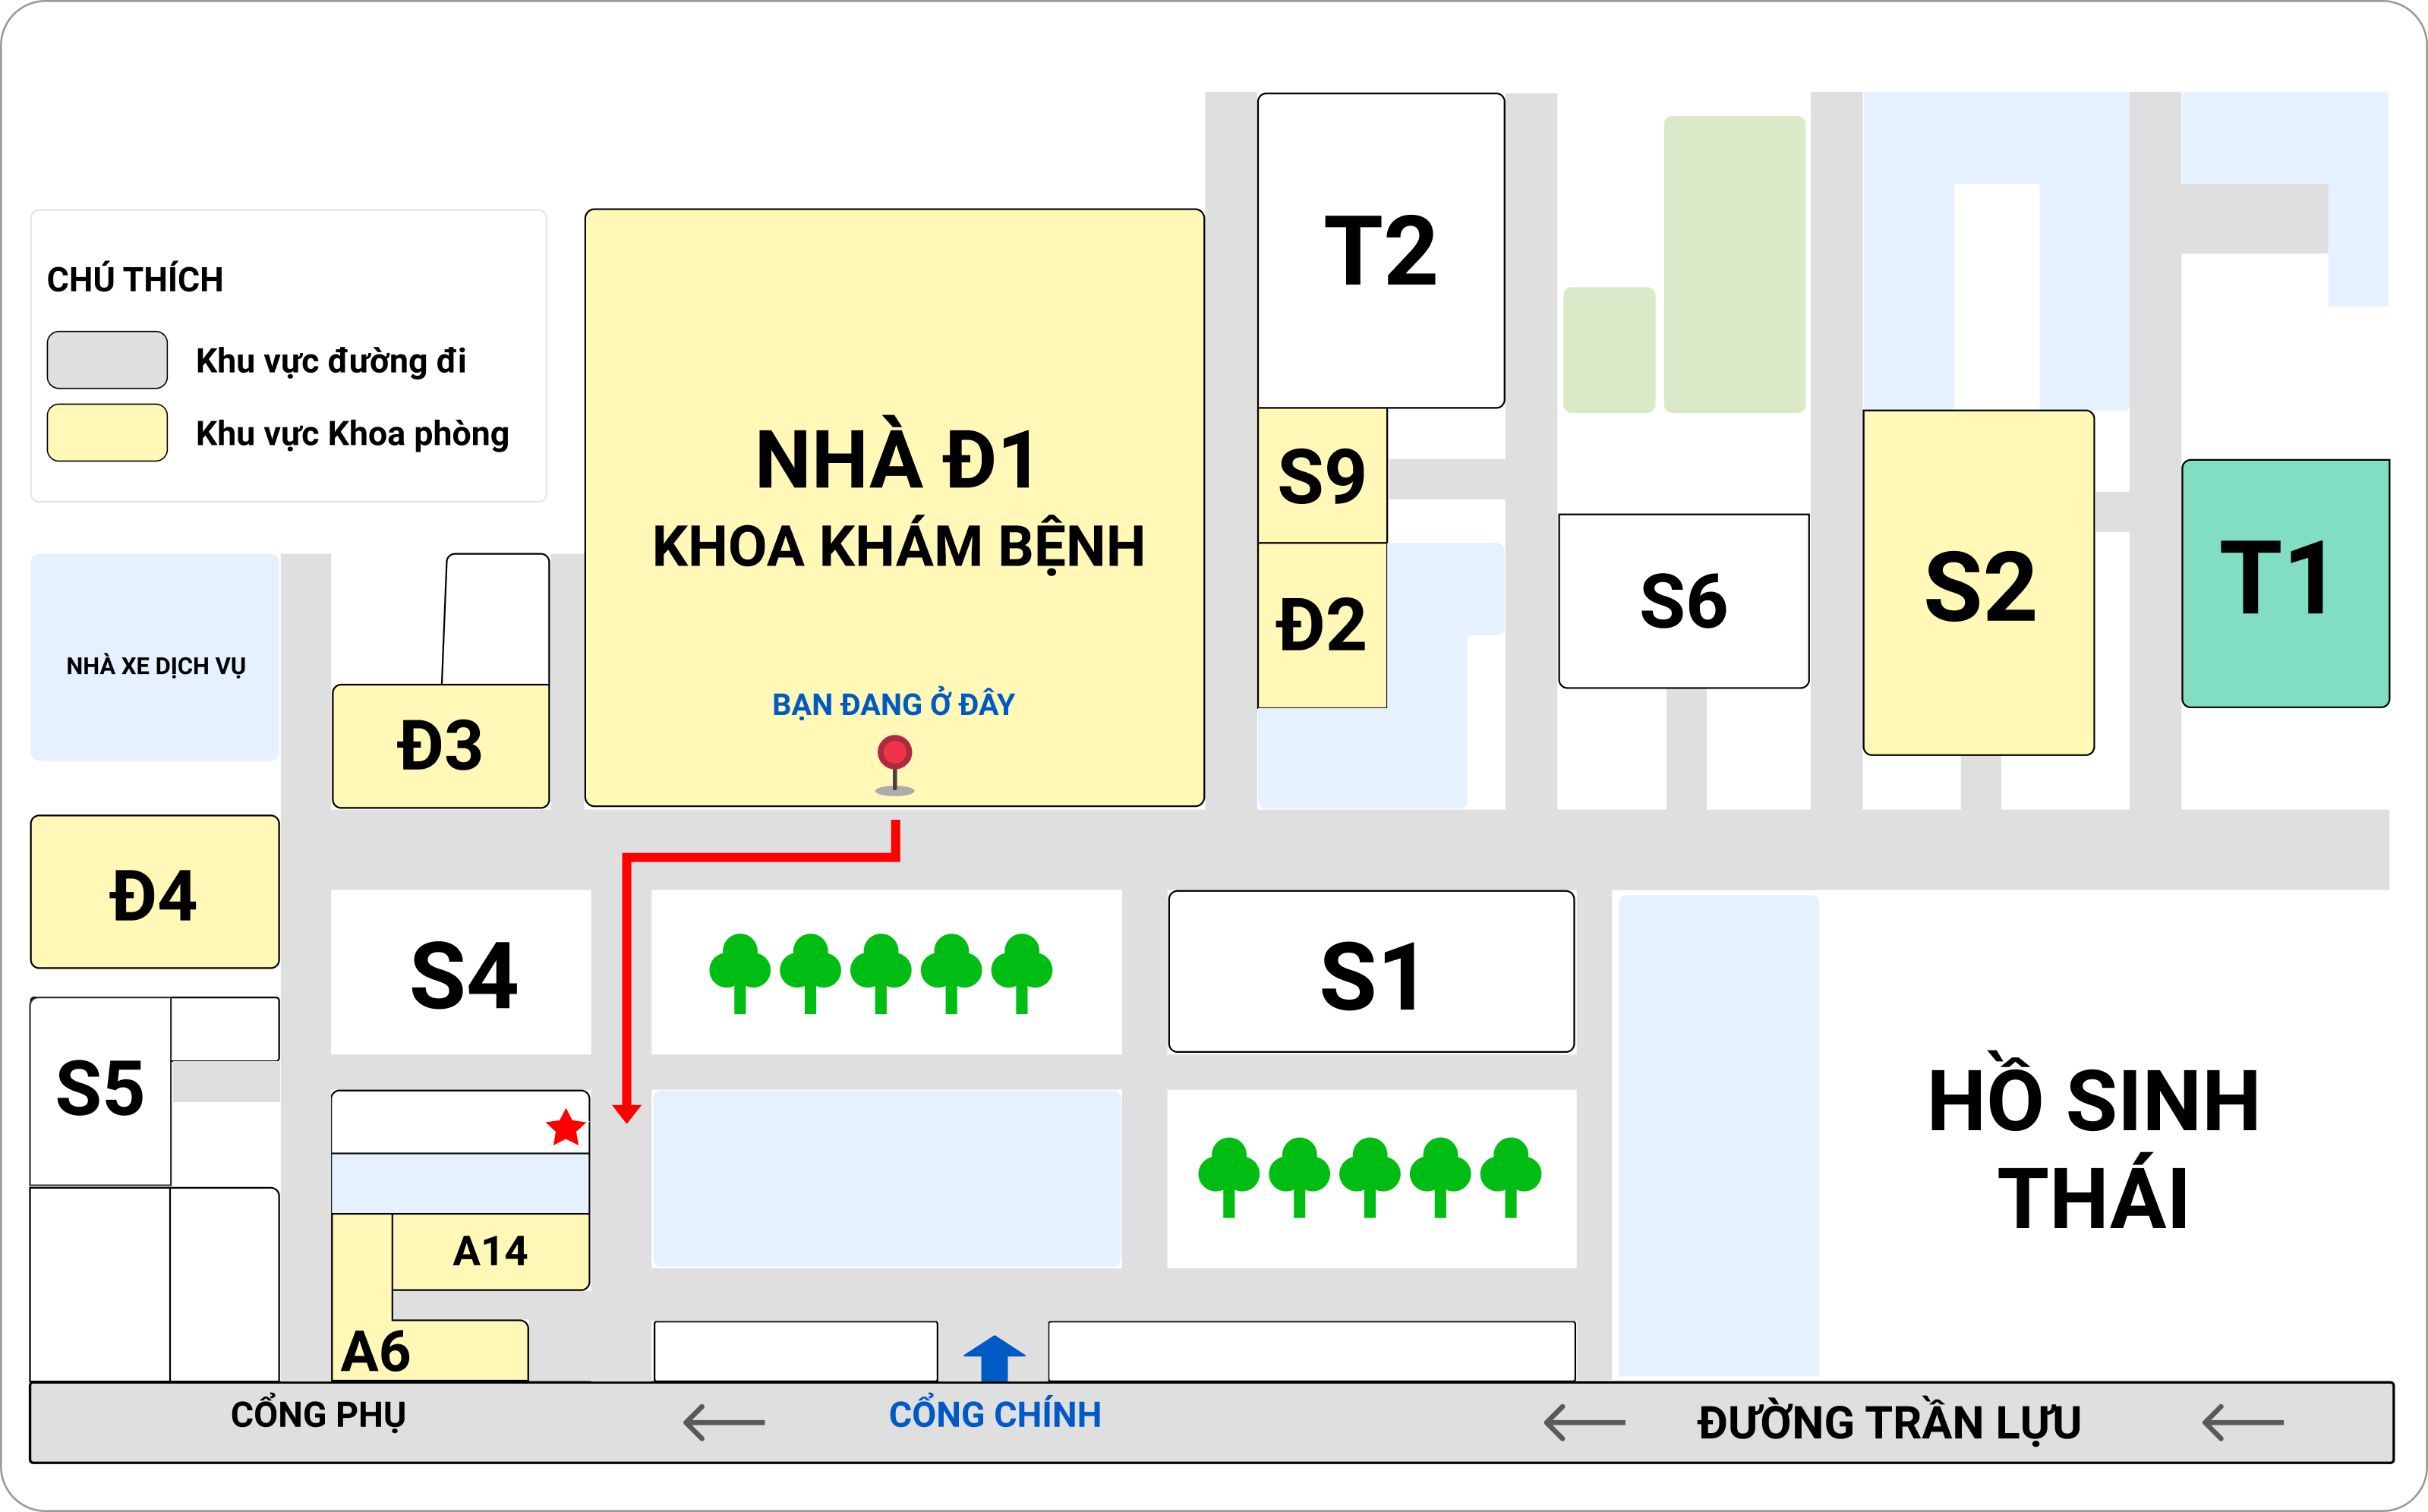 CHÚ THÍCH
Khu vực đường đi
Khu vực Khoa phòng
NHÀ Đ1
KHOA KHÁM BỆNH
BẠN ĐANG Ở ĐÂY
T2
S9
Đ2
S6
S2
T1
NHÀ XE DỊCH VỤ
Đ3
Đ4
S4
S1
S5
HỒ SINH
THÁI
A14
A6
CỔNG PHỤ
CỔNG CHÍNH
ĐƯỜNG TRẦN LỰU